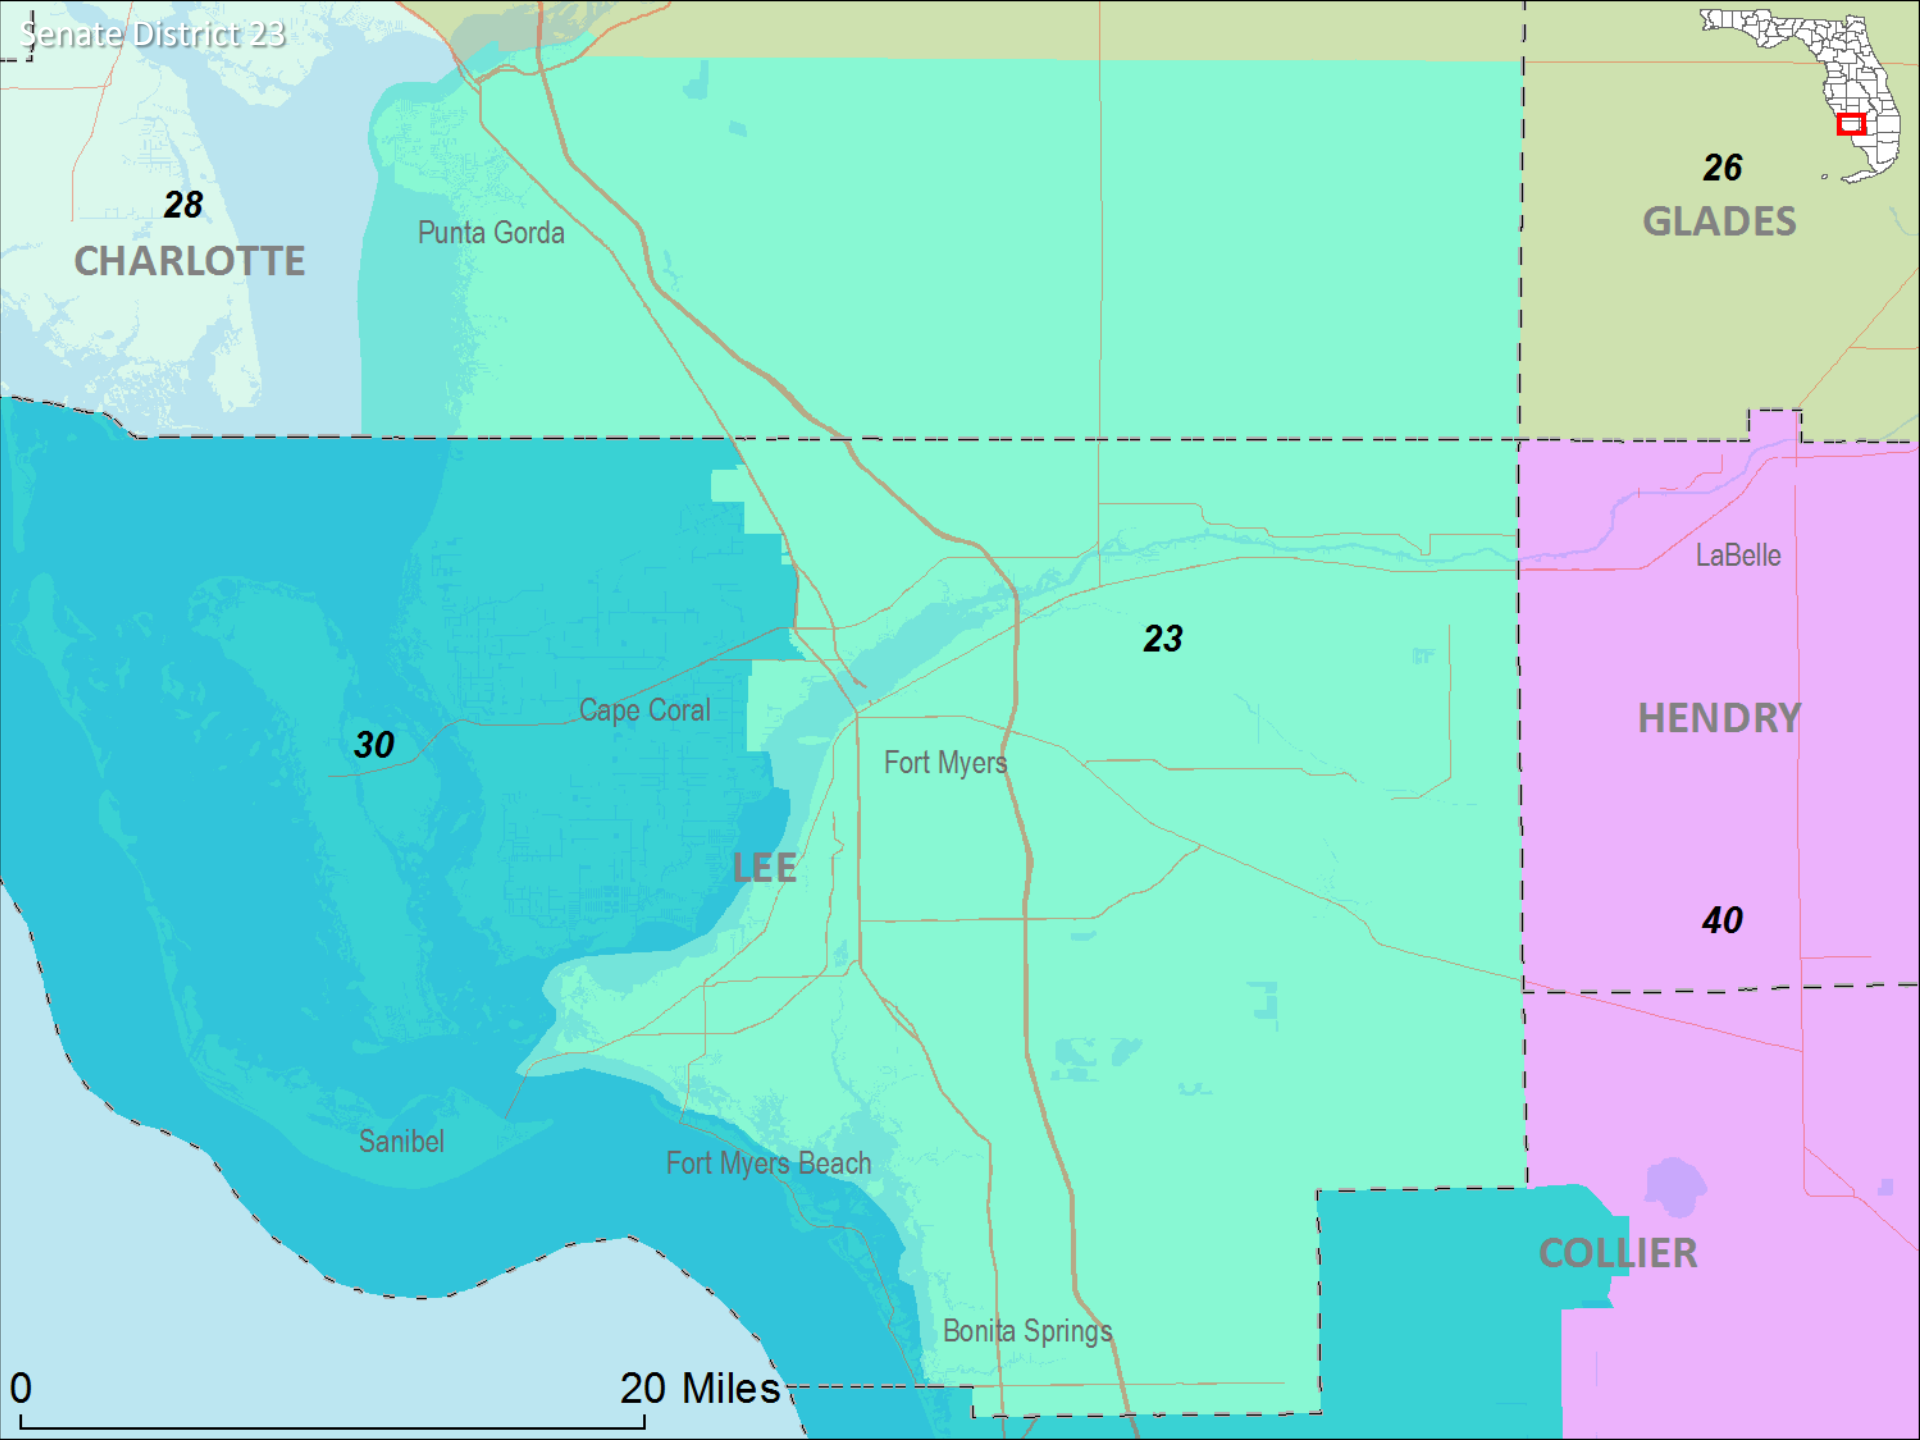 Senate District 23
26
GLADES
28
CHARLOTTE
Punta Gorda
LaBelle
23
Cape Coral
30
HENDRY
Fort Myers
LEE
40
Sanibel
Fort Myers Beach
COLLIER
Bonita Springs
0
20 Miles